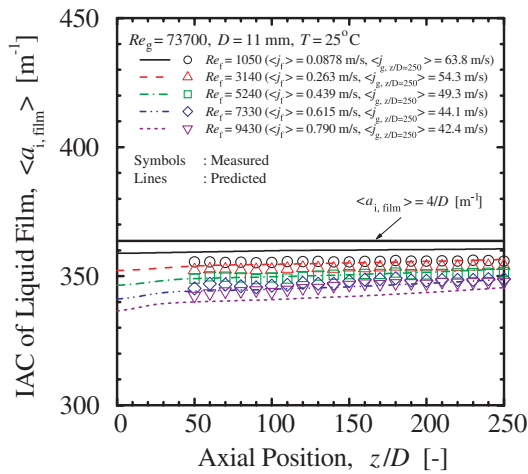 450
Re_g = 73700, D = 11 mm, T = 25°C
Re_f = 1050 (<j_f> = 0.0878 m/s, <j_g, z/D=250> = 63.8 m/s)
Re_f = 3140 (<j_f> = 0.263 m/s, <j_g, z/D=250> = 54.3 m/s)
Re_f = 5240 (<j_f> = 0.439 m/s, <j_g, z/D=250> = 49.3 m/s)
Re_f = 7330 (<j_f> = 0.615 m/s, <j_g, z/D=250> = 44.1 m/s)
Re_f = 9430 (<j_f> = 0.790 m/s, <j_g, z/D=250> = 42.4 m/s)
Symbols : Measured
Lines : Predicted
<a_i, film> = 4/D [m⁻¹]
400
350
300
IAC of Liquid Film, <a_i, film> [m⁻¹]
0 50 100 150 200 250
Axial Position, z/D [-]